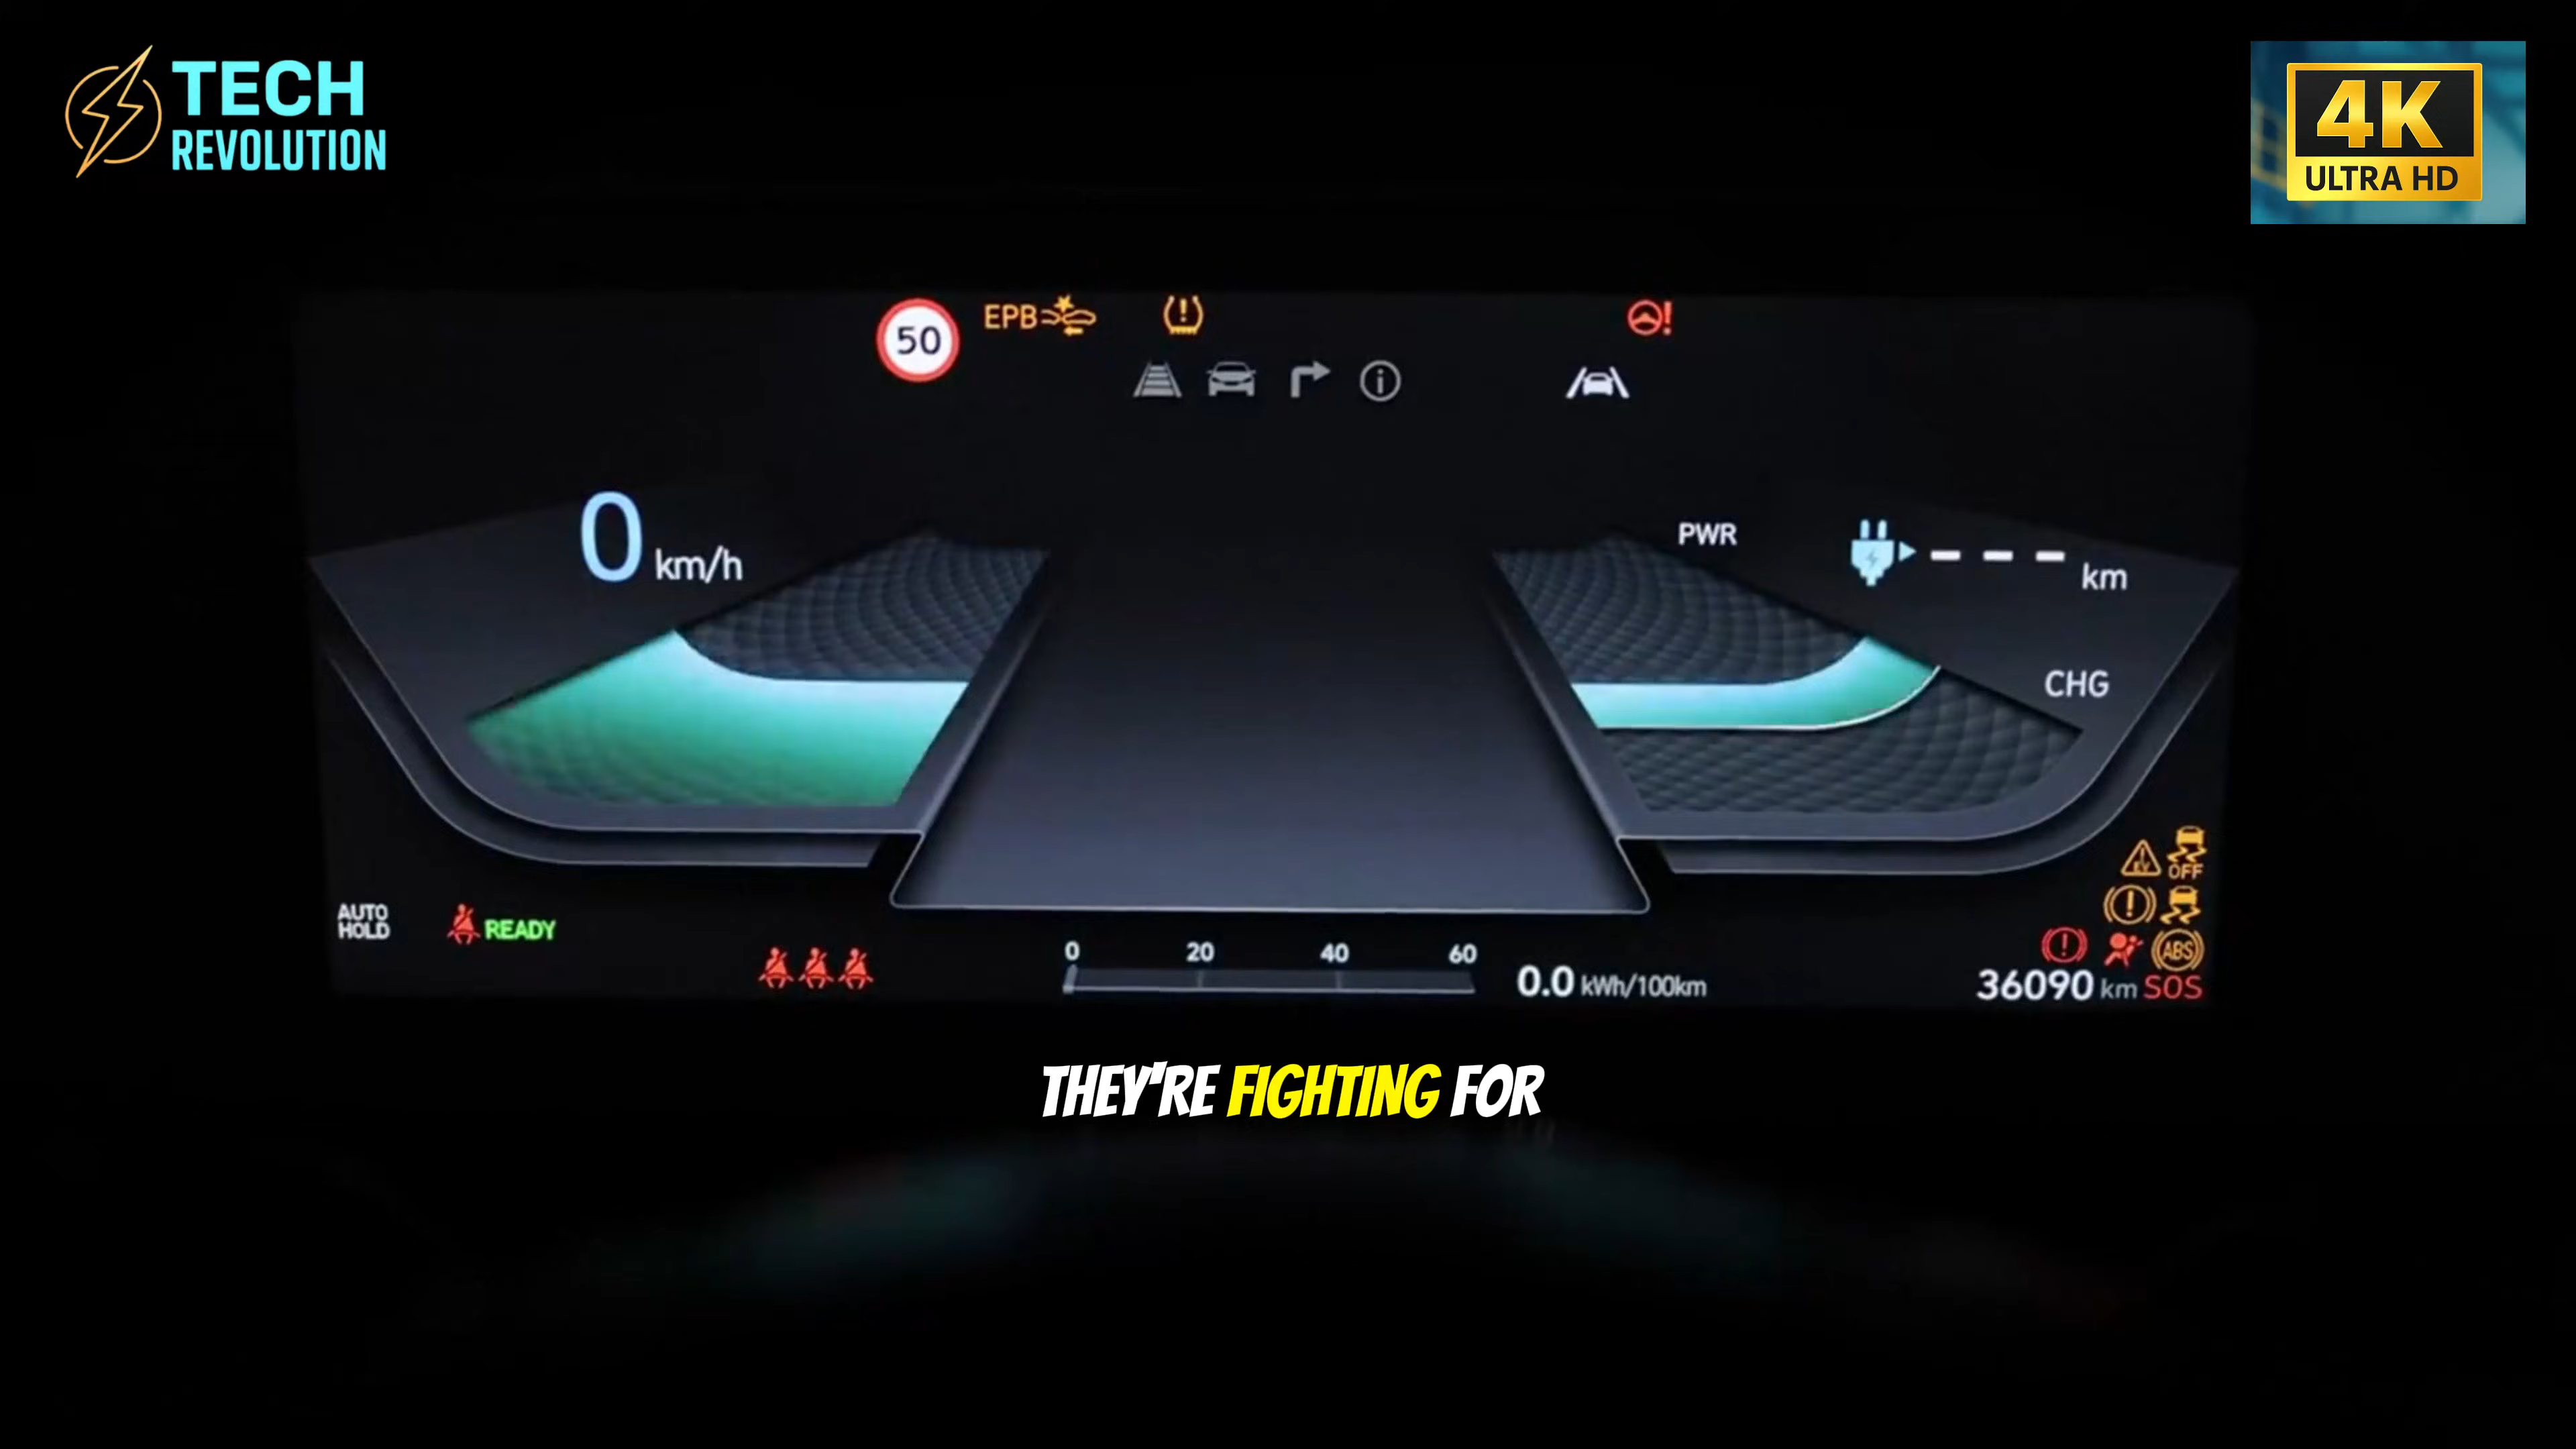 TECH
REVOLUTION
4K
ULTRA HD
50
EPB
0 km/h
PWR
--- km
CHG
EV
OFF
AUTO
HOLD
READY
ABS
0 20 40 60
0.0 kWh/100km
36090 km SOS
THEY'RE FIGHTING FOR